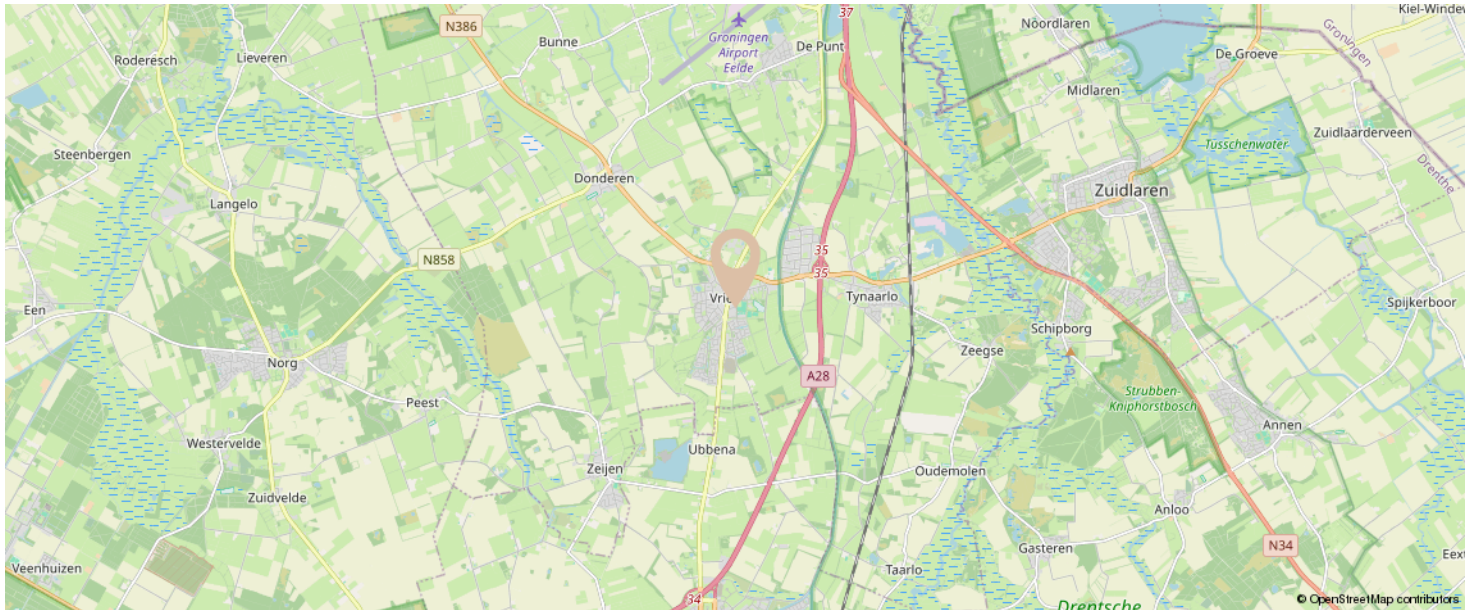 37
Kiel-Windew
N386
Noordlaren
Groningen
Airport
Eelde
Bunne
De Punt
Lieveren
Roderesch
De Groeve
Groningen
Midlaren
Zuidlaarderveen
Steenbergen
Tusschenwater
Drenthe
Donderen
Zuidlaren
Langelo
N858
35
35
Vrie
Tynaarlo
Spijkerboor
Een
Schipborg
Zeegse
Norg
A28
Strubben-
Kniphorstbosch
Peest
Annen
Westervelde
Ubbena
Zeijen
Oudemolen
Zuidvelde
Anloo
Gasteren
N34
Eext
Veenhuizen
Taarlo
34
Drentsche
© OpenStreetMap contributors